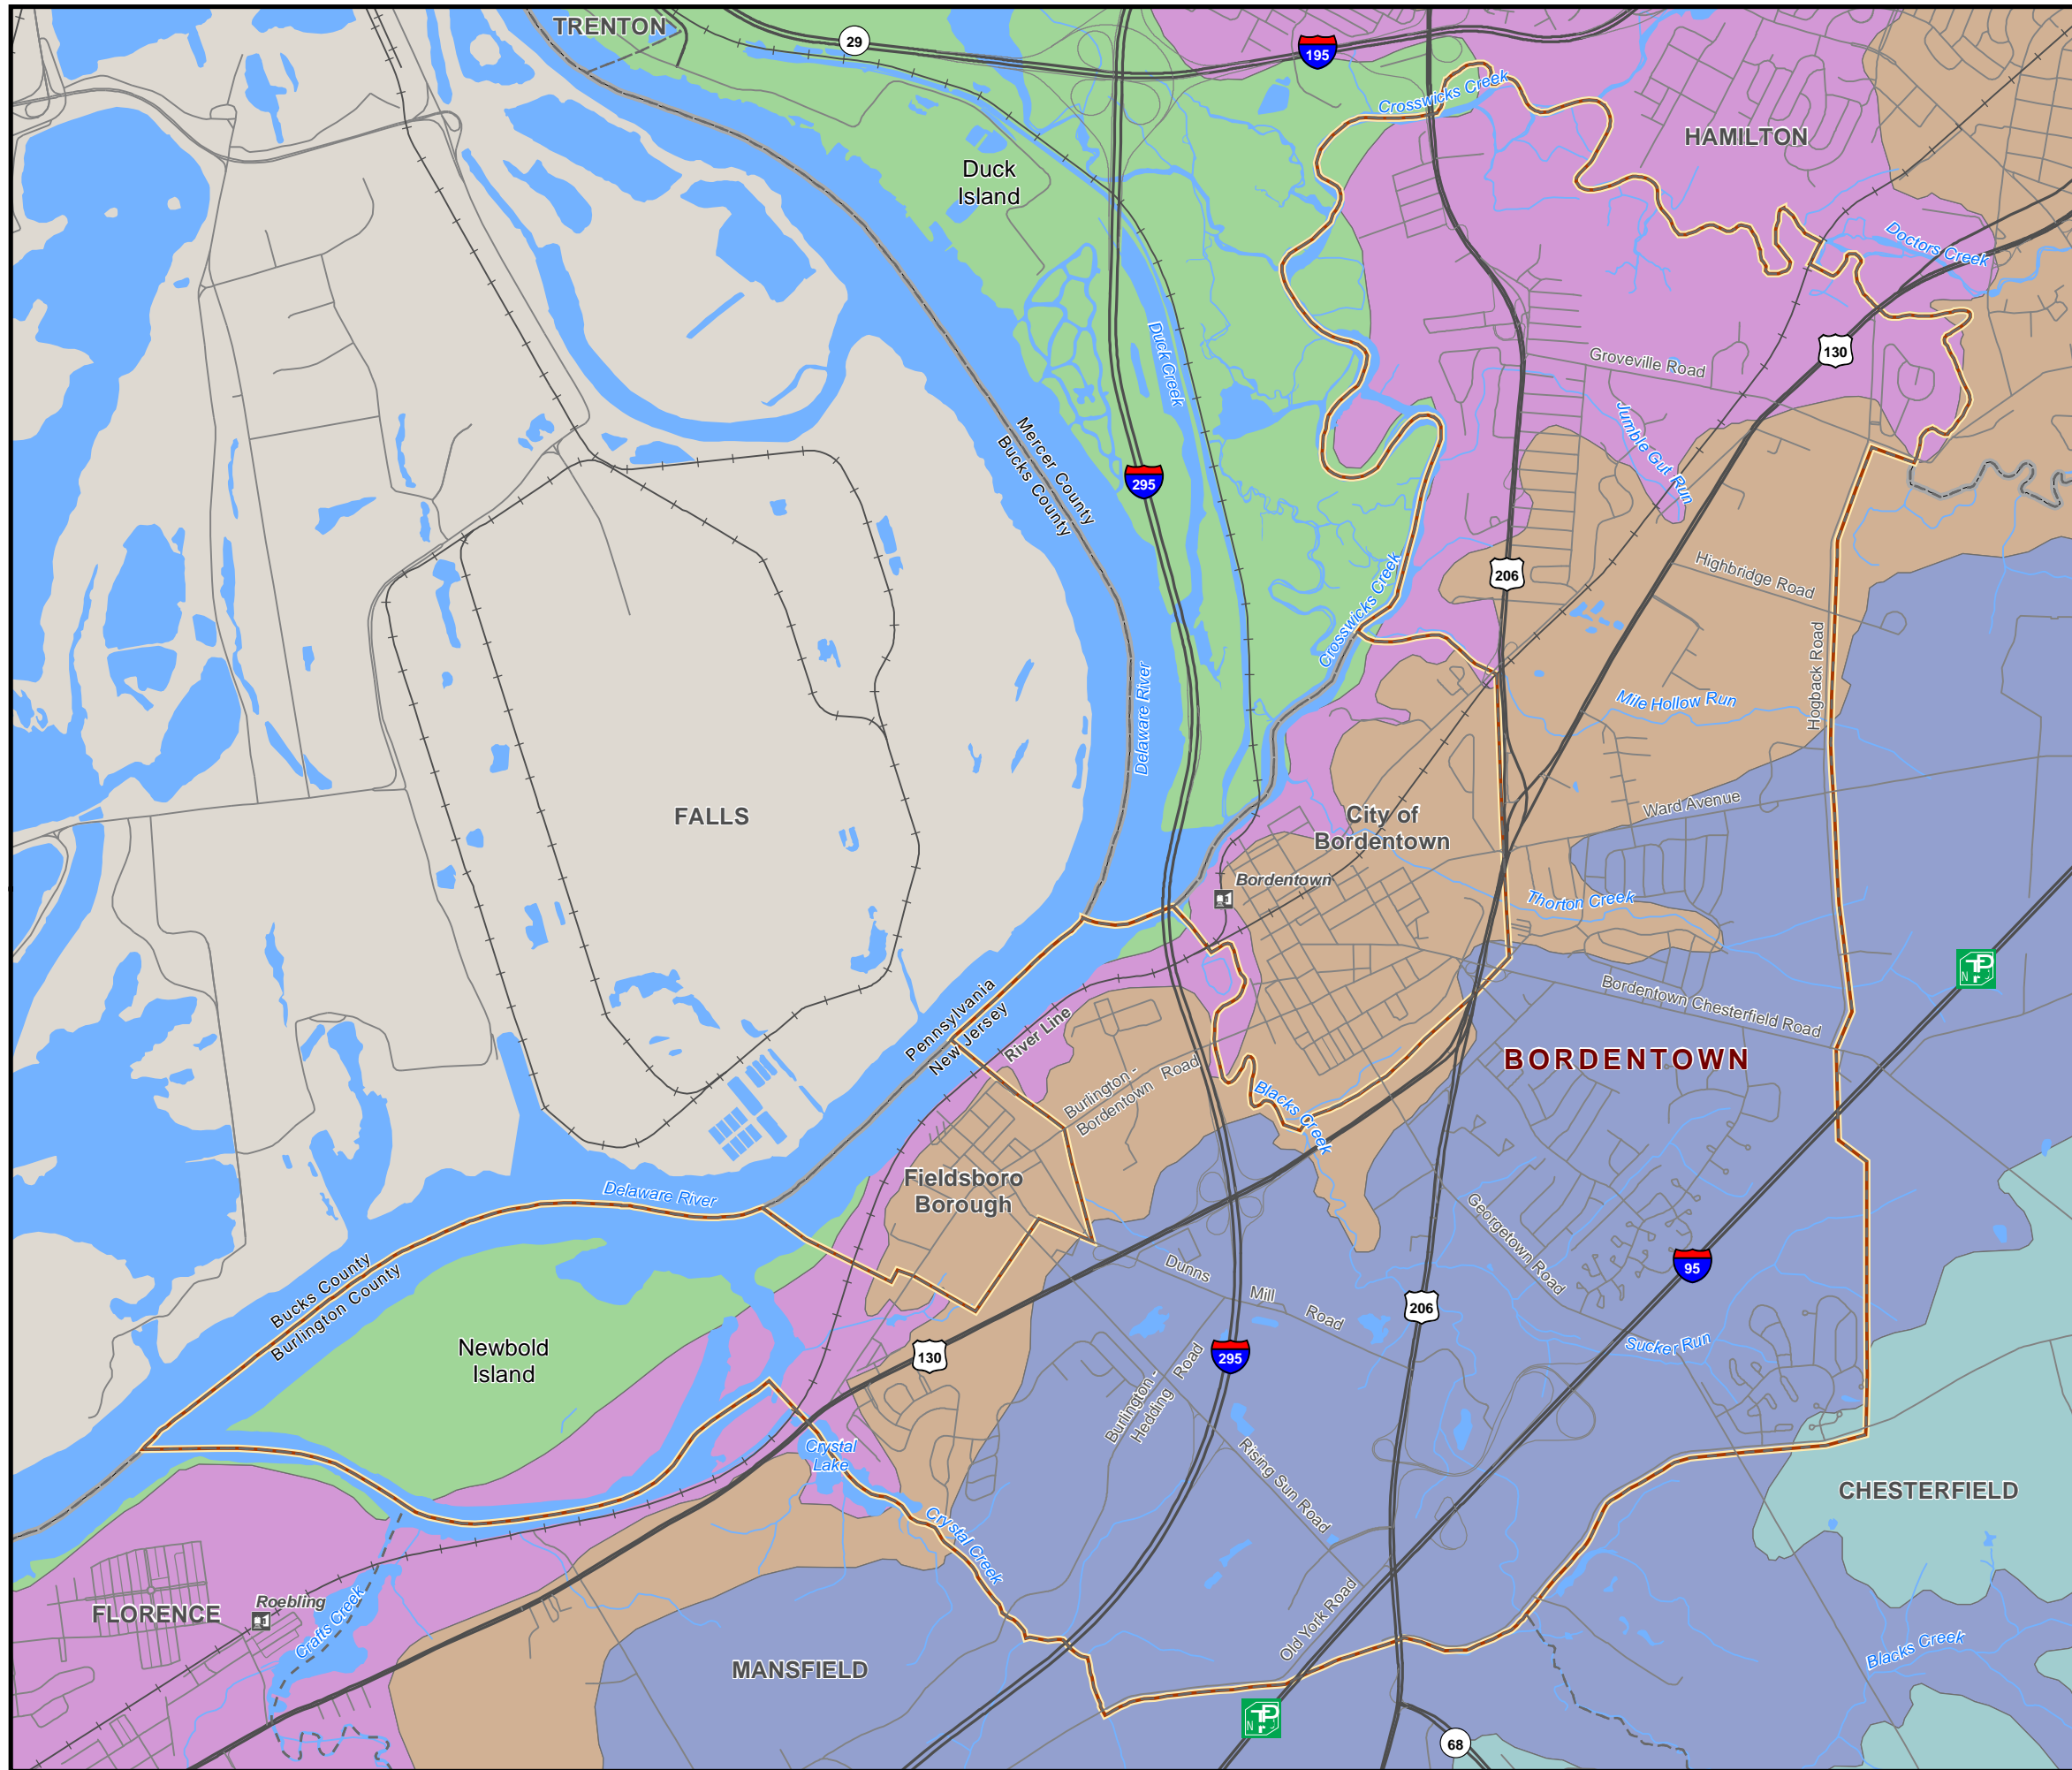 TRENTON
29
195
Crosswicks Creek
HAMILTON
Duck
Island
Doctors Creek
Duck Creek
130
Groveville Road
Mercer County
Bucks County
295
Jumble Gut Run
Crosswicks Creek
206
Highbridge Road
Hogback Road
Delaware River
Mile Hollow Run
FALLS
City of
Bordentown
Ward Avenue
Bordentown
Thorton Creek
Pennsylvania
New Jersey
River Line
N
TP
r
Bordentown Chesterfield Road
BORDENTOWN
Burlington -
Bordentown Road
Blacks Creek
Fieldsboro
Borough
Delaware River
Georgetown Road
Bucks County
Burlington County
Dunns Mill Road
95
206
Newbold
Island
130
295
Sucker Run
Burlington -
Hedding Road
Crystal
Lake
Rising Sun Road
CHESTERFIELD
Crystal Creek
Roebling
FLORENCE
Crafts Creek
Old York Road
Blacks Creek
MANSFIELD
N
TP
r
68